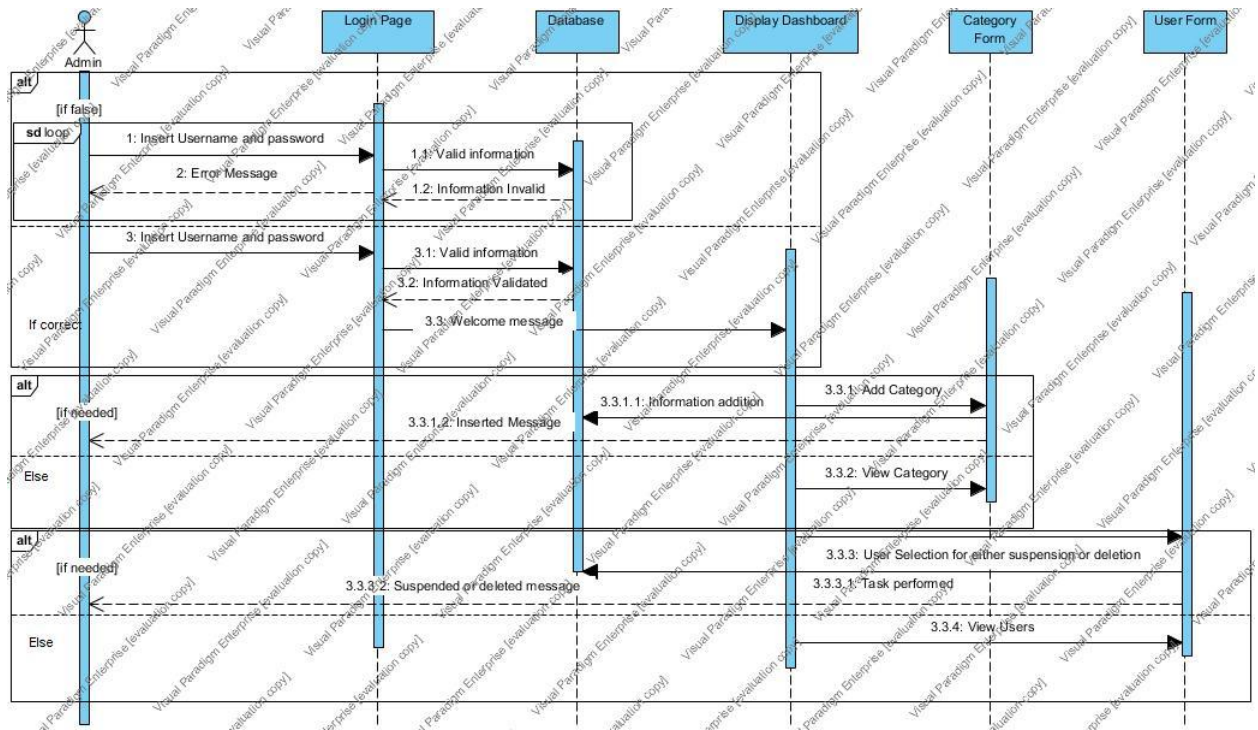 Login Page
Database
Display Dashboard
Category
Form
User Form
Admin
alt
[if false]
sd loop
1: Insert Username and password
1.1: Valid information
2: Error Message
1.2: Information Invalid
3: Insert Username and password
3.1: Valid information
3.2: Information Validated
If correct
3.3: Welcome message
alt
[if needed]
3.3.1: Add Category
3.3.1.1: Information addition
3.3.1.2: Inserted Message
Else
3.3.2: View Category
alt
[if needed]
3.3.3: User Selection for either suspension or deletion
3.3.3.2: Suspended or deleted message
3.3.3.1: Task performed
Else
3.3.4: View Users
Visual Paradigm Enterprise [evaluation copy]